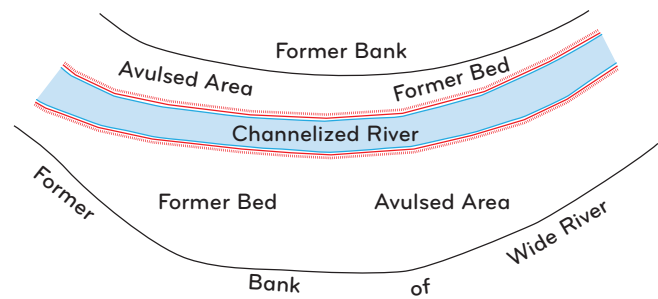 Former Bank
Avulsed Area
Former Bed
Channelized River
Former Bed
Avulsed Area
Former Bank of Wide River